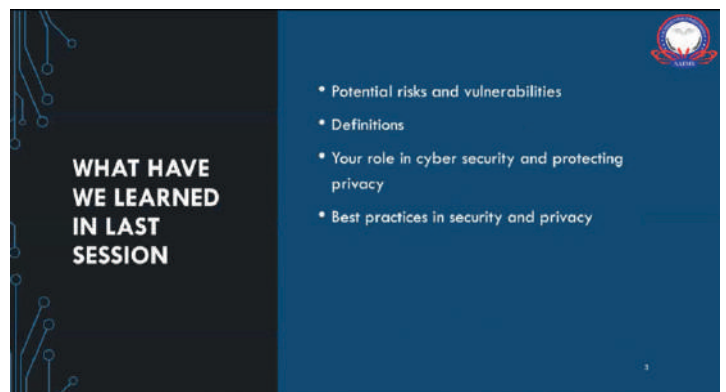 WHAT HAVE
WE LEARNED
IN LAST
SESSION
• Potential risks and vulnerabilities
• Definitions
• Your role in cyber security and protecting
privacy
• Best practices in security and privacy